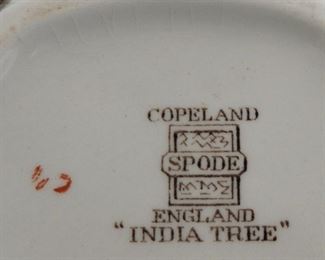 COPELAND
SPODE
ENGLAND
"INDIA TREE"